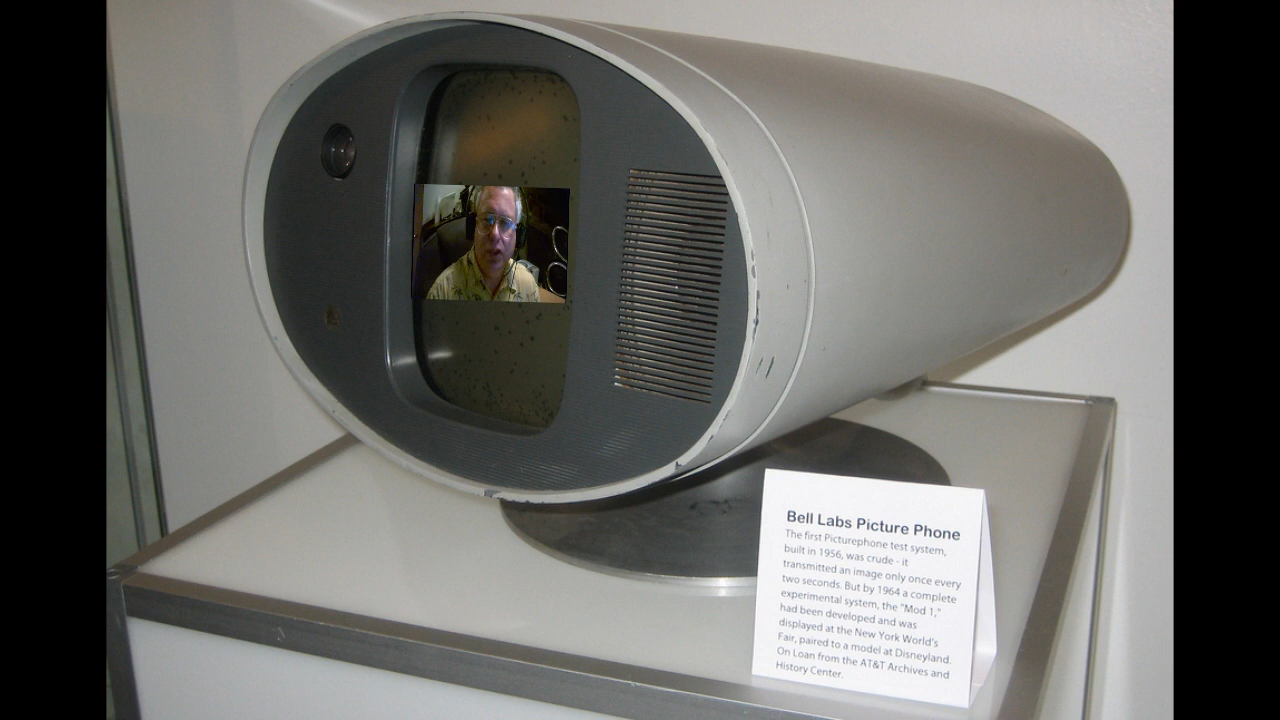 Bell Labs Picture Phone
The first Picturephone test system,
built in 1956, was crude - it
transmitted an image only once every
two seconds. But by 1964 a complete
experimental system, the "Mod 1,"
had been developed and was
displayed at the New York World's
Fair, paired to a model at Disneyland.
On Loan from the AT&T Archives and
History Center.